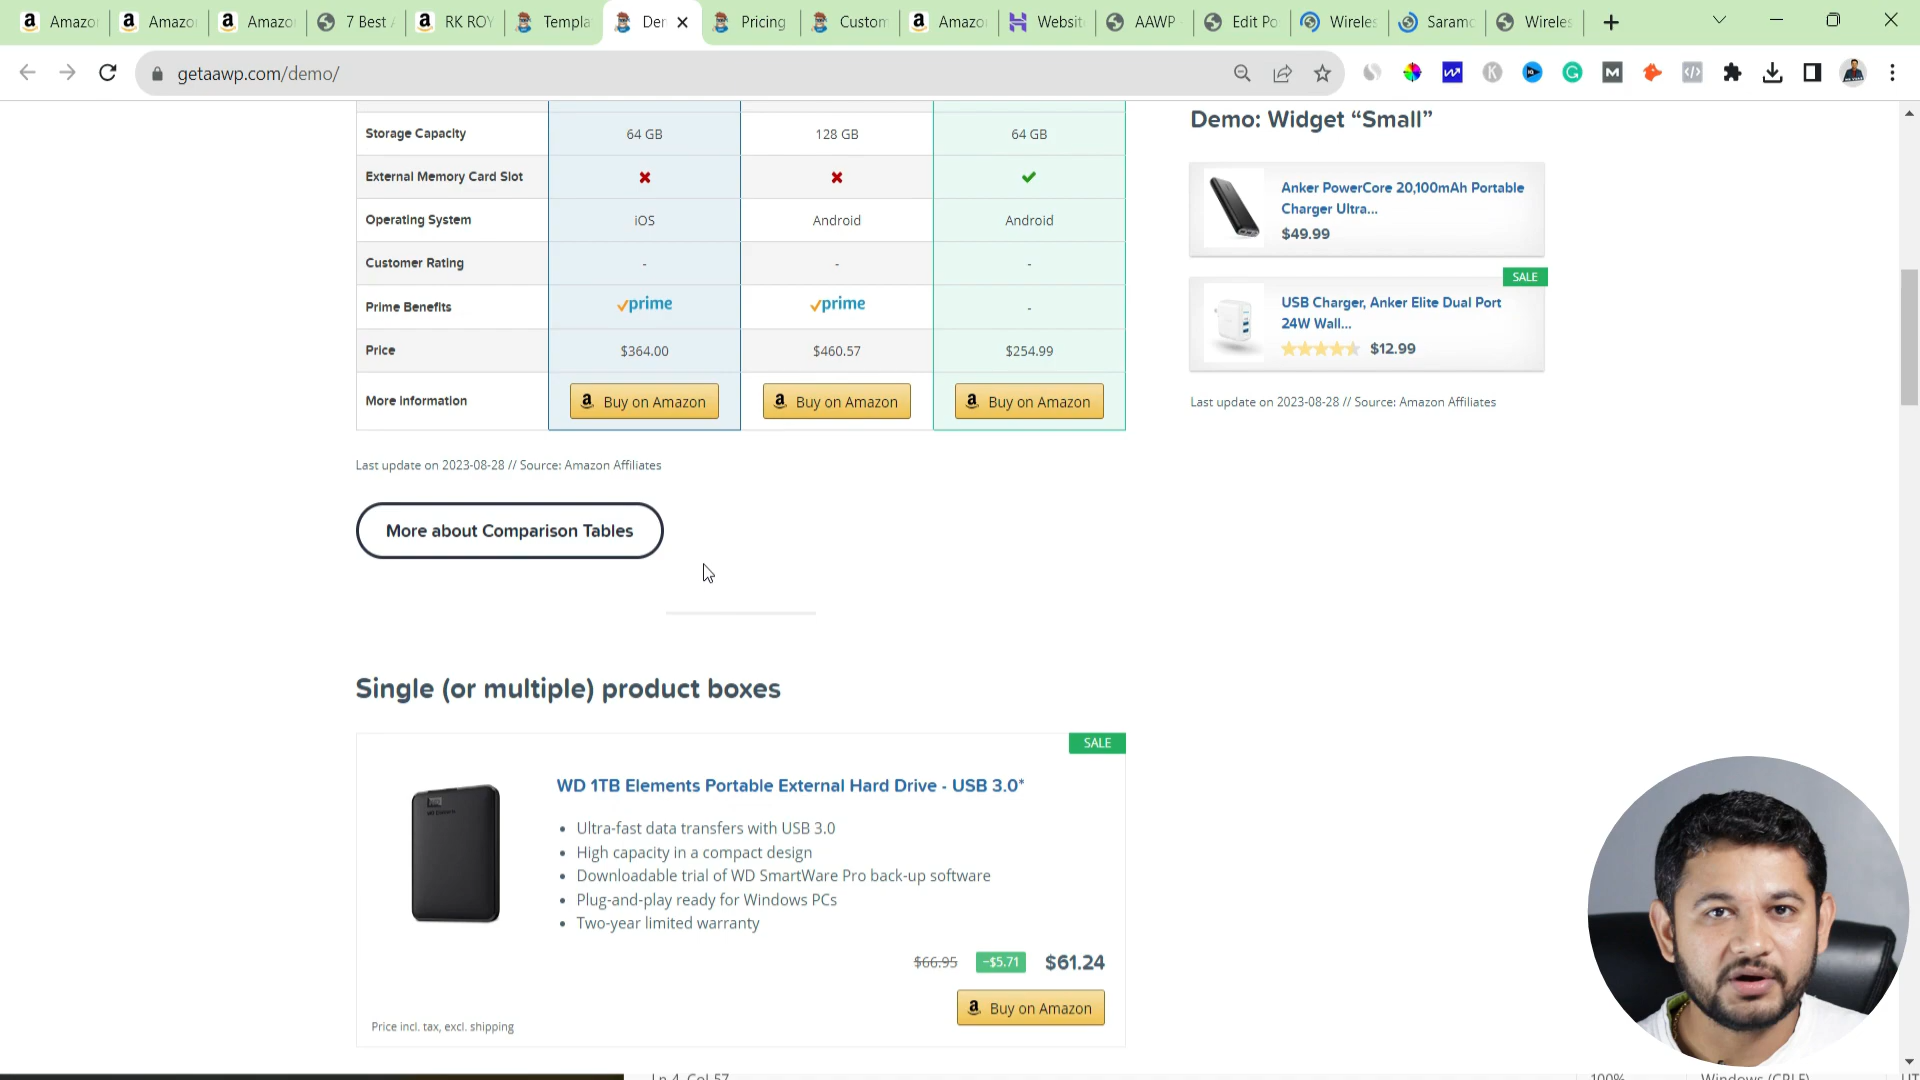 Amazo
Amazo
Amazo
7 Best
RK ROY
Templa
Der
Pricing
Custom
Amazo
Websit
AAWP
Edit Po
Wireles
Saramo
Wireles
getaawp.com/demo/
Storage Capacity 64 GB 128 GB 64 GB
External Memory Card Slot
Operating System iOS Android Android
Customer Rating - - -
Prime Benefits prime prime -
Price $364.00 $460.57 $254.99
More information Buy on Amazon Buy on Amazon Buy on Amazon
Last update on 2023-08-28 // Source: Amazon Affiliates
More about Comparison Tables
Single (or multiple) product boxes
SALE
WD 1TB Elements Portable External Hard Drive - USB 3.0*
• Ultra-fast data transfers with USB 3.0
• High capacity in a compact design
• Downloadable trial of WD SmartWare Pro back-up software
• Plug-and-play ready for Windows PCs
• Two-year limited warranty
$66.95 −$5.71 $61.24
Buy on Amazon
Price incl. tax, excl. shipping
Demo: Widget “Small”
Anker PowerCore 20,100mAh Portable
Charger Ultra...
$49.99
SALE
USB Charger, Anker Elite Dual Port
24W Wall...
$12.99
Last update on 2023-08-28 // Source: Amazon Affiliates
Ln 4, Col 57
100%
Windows (CRLF)